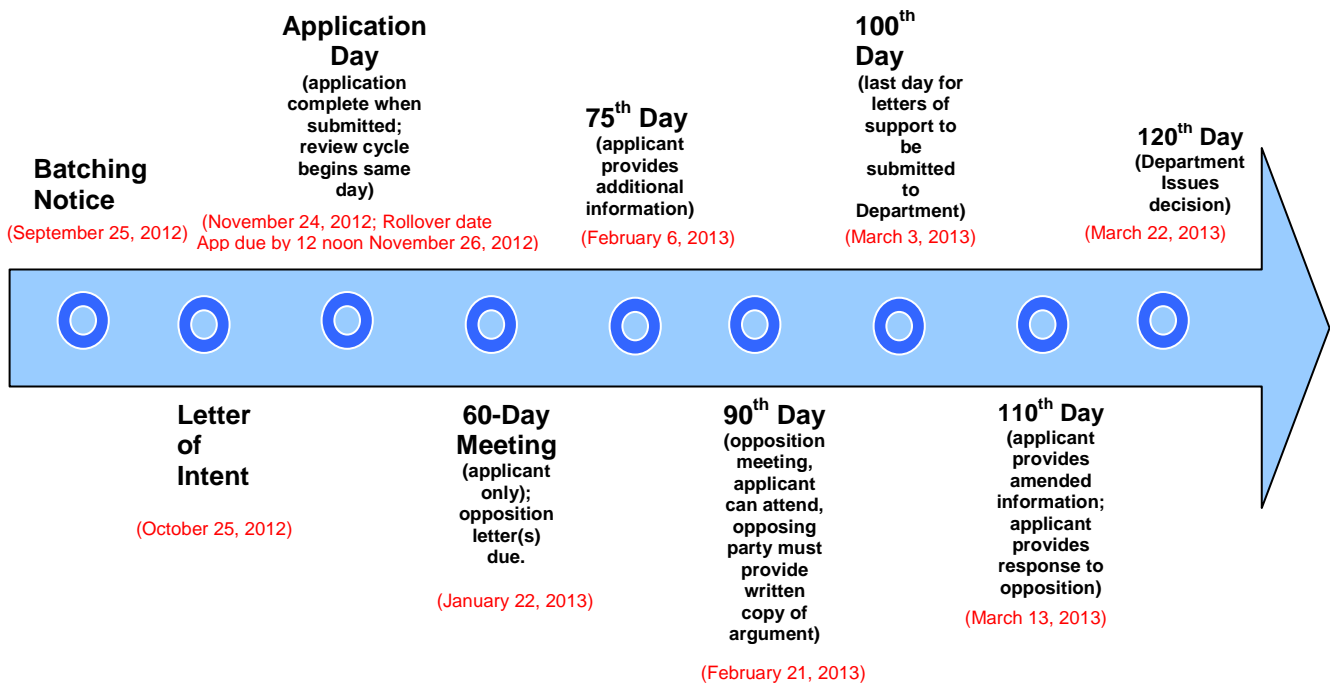 Batching
Notice
(September 25, 2012)
Letter
of
Intent
(October 25, 2012)
Application
Day
(application
complete when
submitted;
review cycle
begins same
day)
(November 24, 2012; Rollover date
App due by 12 noon November 26, 2012)
60-Day
Meeting
(applicant
only);
opposition
letter(s)
due.
(January 22, 2013)
75th Day
(applicant
provides
additional
information)
(February 6, 2013)
90th Day
(opposition
meeting,
applicant
can attend,
opposing
party must
provide
written
copy of
argument)
(February 21, 2013)
100th
Day
(last day for
letters of
support to
be
submitted
to
Department)
(March 3, 2013)
110th Day
(applicant
provides
amended
information;
applicant
provides
response to
opposition)
(March 13, 2013)
120th Day
(Department
Issues
decision)
(March 22, 2013)